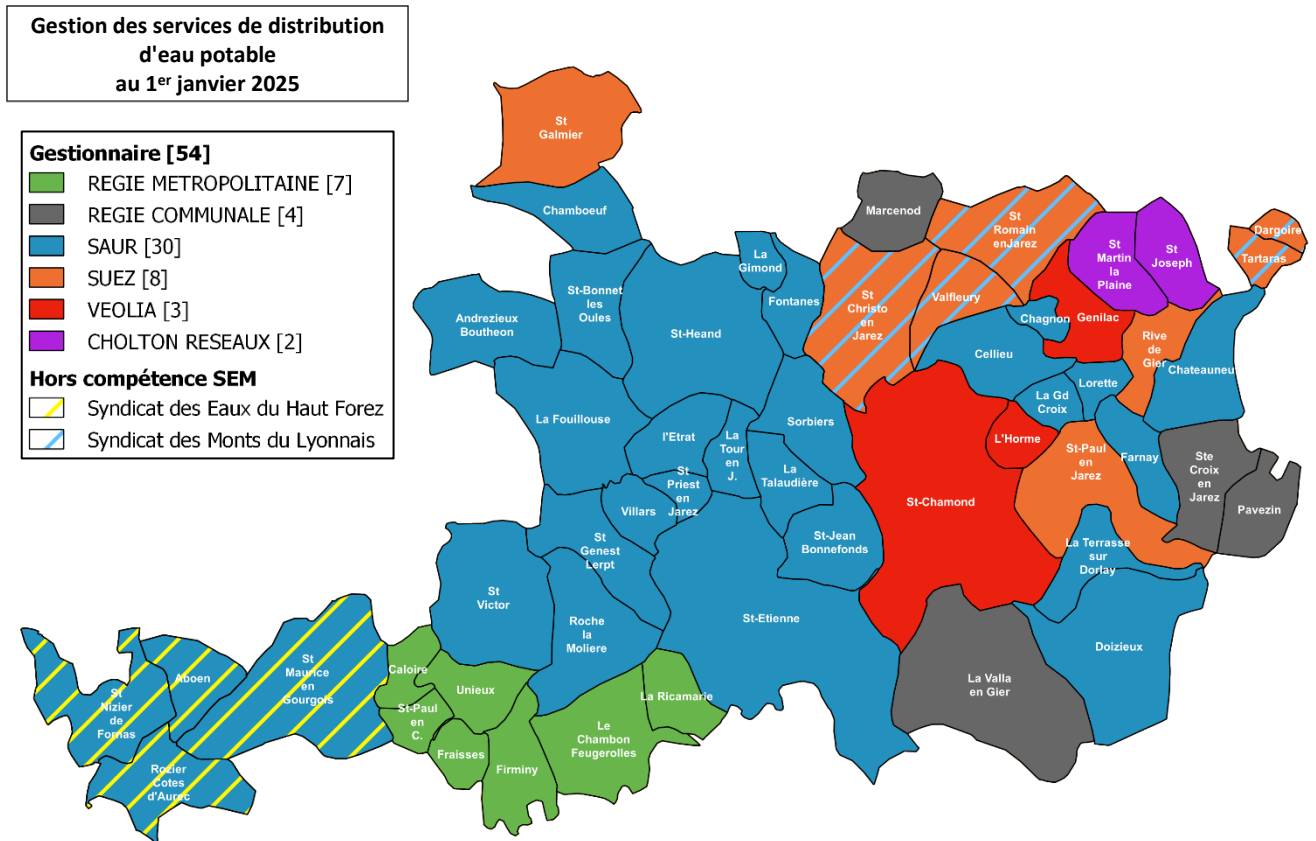 Gestion des services de distribution
d'eau potable
au 1er janvier 2025
Gestionnaire [54]
REGIE METROPOLITAINE [7]
REGIE COMMUNALE [4]
SAUR [30]
SUEZ [8]
VEOLIA [3]
CHOLTON RESEAUX [2]
Hors compétence SEM
Syndicat des Eaux du Haut Forez
Syndicat des Monts du Lyonnais
St
Galmier
Chamboeuf
Marcenod
St
Romain
enJarez
St
Martin
la
Plaine
St
Joseph
Dargoire
Tartaras
La
Gimond
Fontanes
St-Bonnet
les
Oules
Andrezieux
Boutheon
St-Heand
St
Christo
en
Jarez
Valfleury
Chagnon
Genilac
Rive
de
Gier
Chateauneu
Cellieu
Lorette
La Gd
Croix
La Fouillouse
l'Etrat
La
Tour
en
J.
Sorbiers
L'Horme
St-Paul
en
Jarez
Farnay
Ste
Croix
en
Jarez
Pavezin
St
Priest
en
Jarez
La
Talaudière
Villars
St-Chamond
St-Jean
Bonnefonds
St
Genest
Lerpt
La Terrasse
sur
Dorlay
St
Victor
Roche
la
Moliere
St-Etienne
Doizieux
La Valla
en Gier
St
Maurice
en
Gourgois
Aboen
St
Nizier
de
Fornas
Rozier
Cotes
d'Aurec
Caloire
Unieux
St-Paul
en
C.
La Ricamarie
Le
Chambon
Feugerolles
Fraisses
Firminy